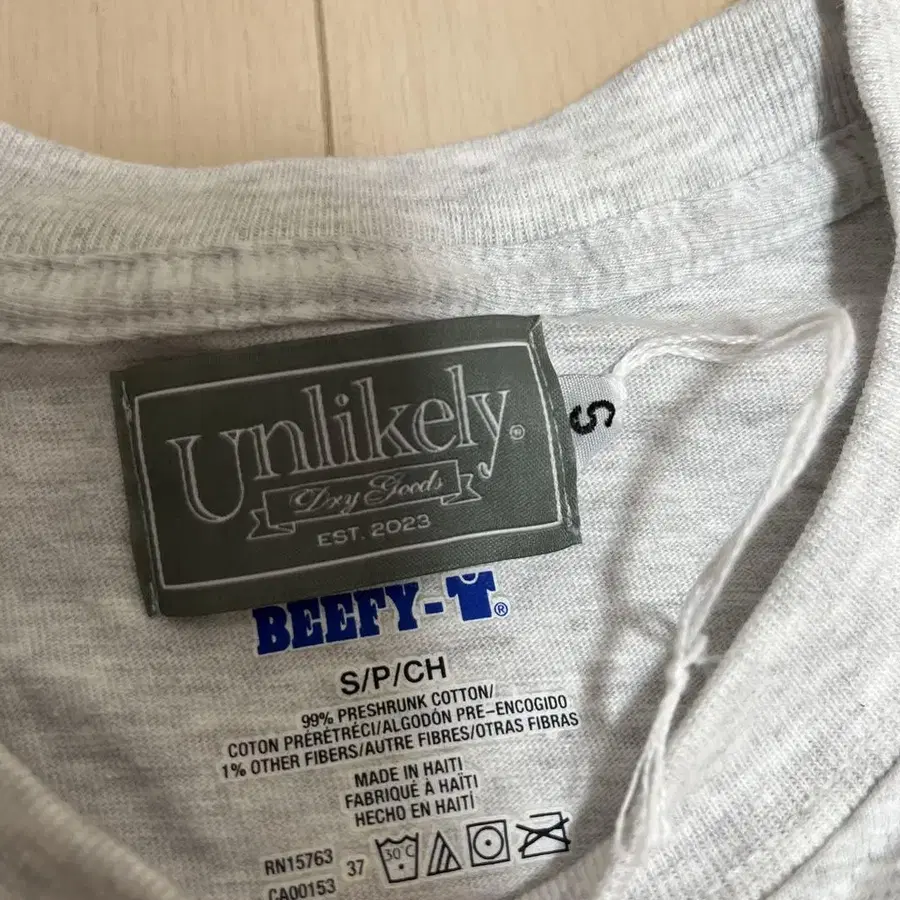 Unlikely®
Dry Goods
EST. 2023
S
BEEFY-T®
S/P/CH
99% PRESHRUNK COTTON/
COTON PRÉRÉTRÉCI/ALGODÓN PRE-ENCOGIDO
1% OTHER FIBERS/AUTRE FIBRES/OTRAS FIBRAS
MADE IN HAITI
FABRIQUÉ À HAÏTI
HECHO EN HAITÍ
RN15763 37 30°C
CA00153